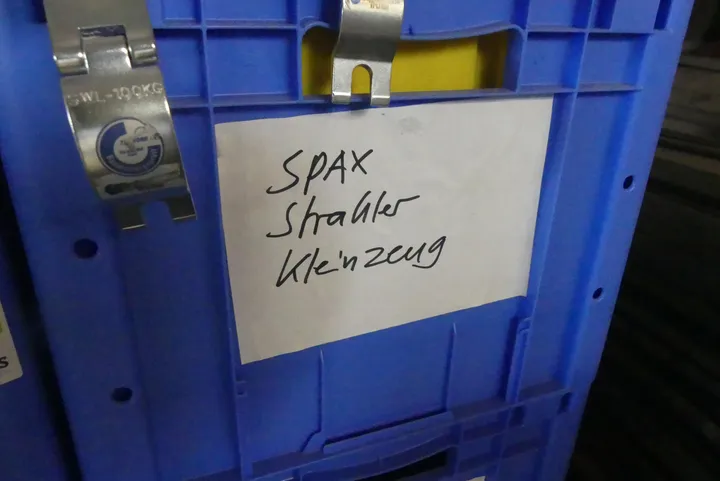 GWL-100KG
SPAX
Strahler
Kleinzeug
s